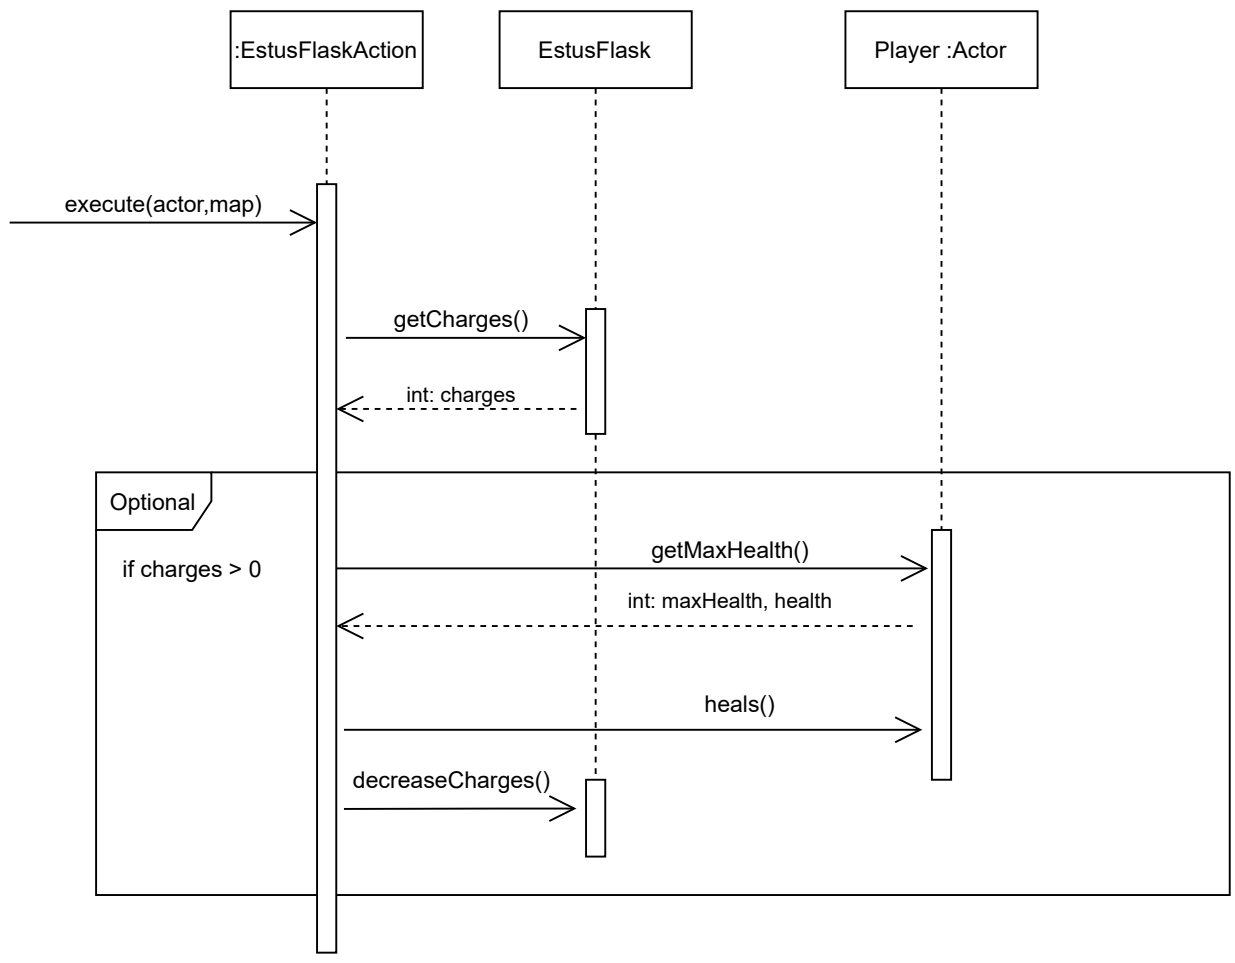 :EstusFlaskAction
EstusFlask
Player :Actor
execute(actor,map)
getCharges()
int: charges
Optional
if charges > 0
getMaxHealth()
int: maxHealth, health
heals()
decreaseCharges()